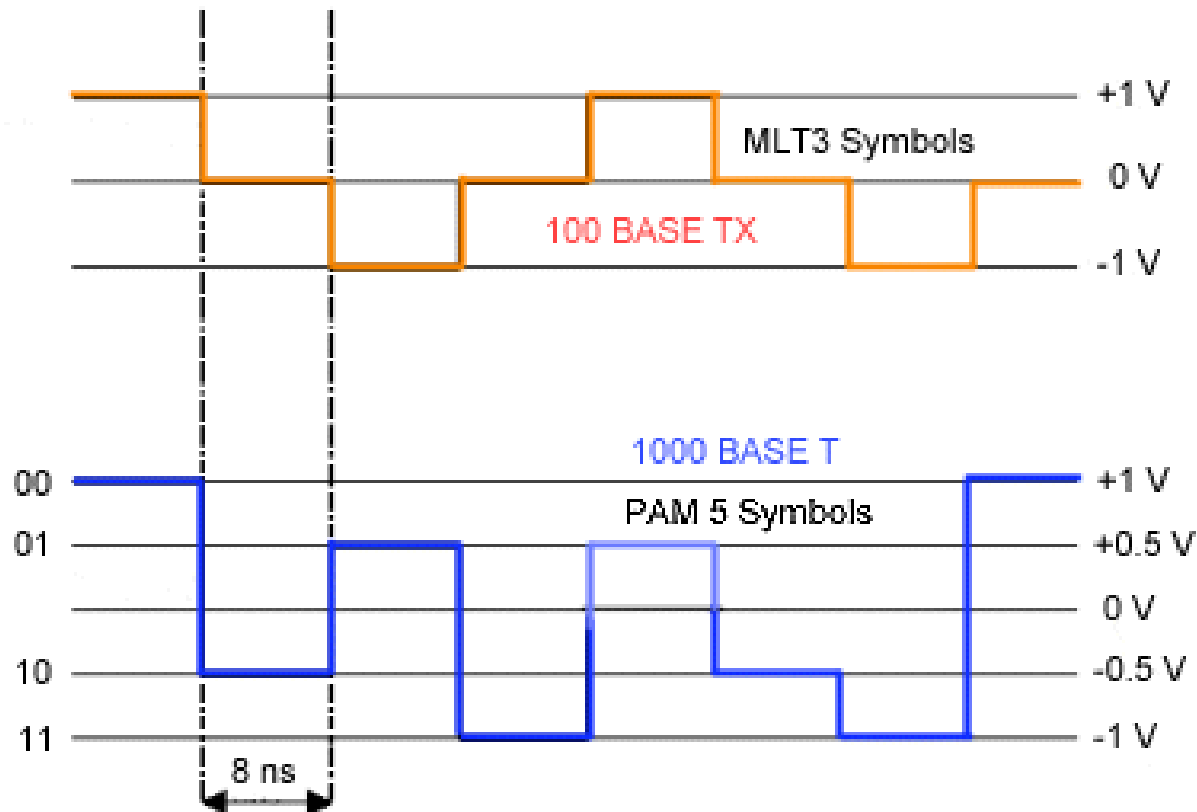 +1 V
MLT3 Symbols
0 V
100 BASE TX
-1 V
1000 BASE T
00
+1 V
PAM 5 Symbols
01
+0.5 V
0 V
10
-0.5 V
11
-1 V
8 ns